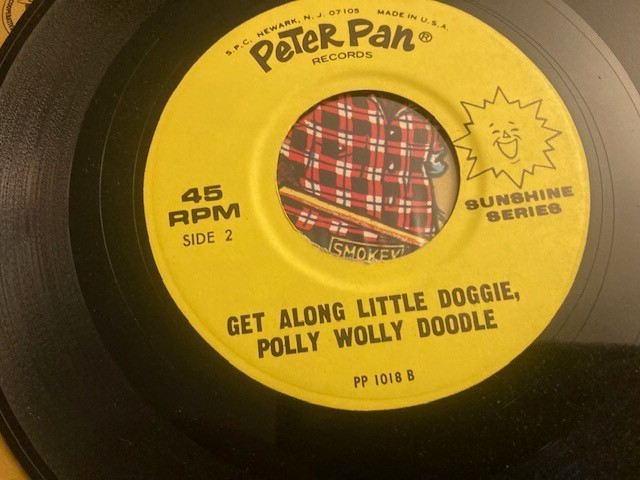 S.P.C. NEWARK, N. J. 07105 MADE IN U.S.A.
PETER PAN®
RECORDS
45
RPM
SIDE 2
SUNSHINE
SERIES
SMOKEY
GET ALONG LITTLE DOGGIE,
POLLY WOLLY DOODLE
PP 1018 B